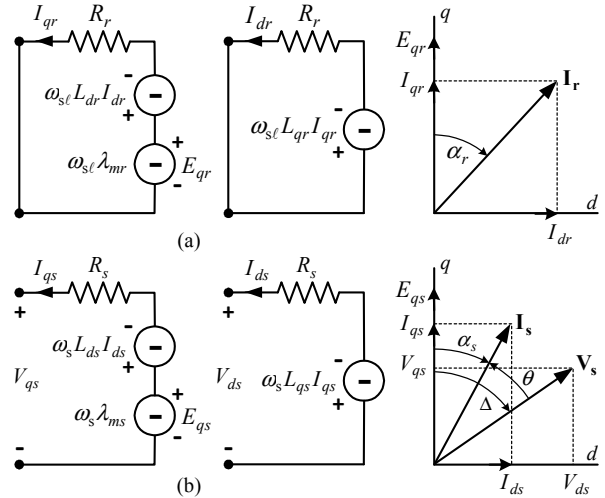 I_qr R_r
- ω_sℓ L_dr I_dr +
+ ω_sℓ λ_mr E_qr -
I_dr R_r
- ω_sℓ L_qr I_qr +
q
E_qr
I_qr
I_r
α_r
d
I_dr
(a)
I_qs R_s
+ V_qs -
- ω_s L_ds I_ds +
+ ω_s λ_ms E_qs -
I_ds R_s
+ V_ds -
- ω_s L_qs I_qs +
q
E_qs
I_qs
I_s
α_s
V_qs
V_s
θ
Δ
d
I_ds V_ds
(b)